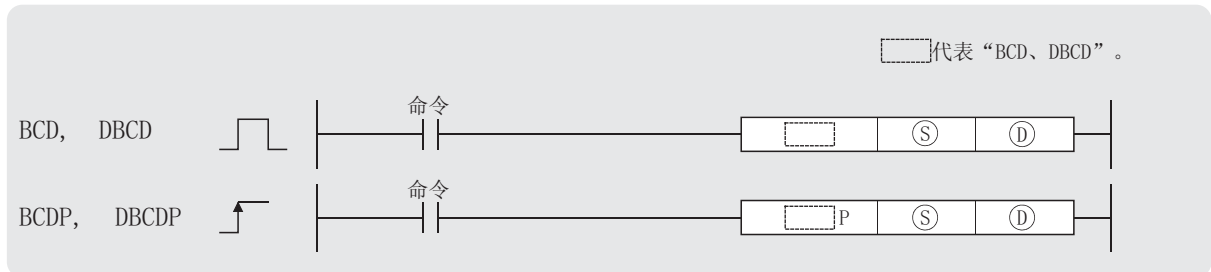 代表“BCD、DBCD”。
命令
BCD, DBCD Ⓢ Ⓓ
命令
BCDP, DBCDP P Ⓢ Ⓓ